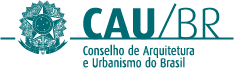 CAU/BR
Conselho de Arquitetura
e Urbanismo do Brasil